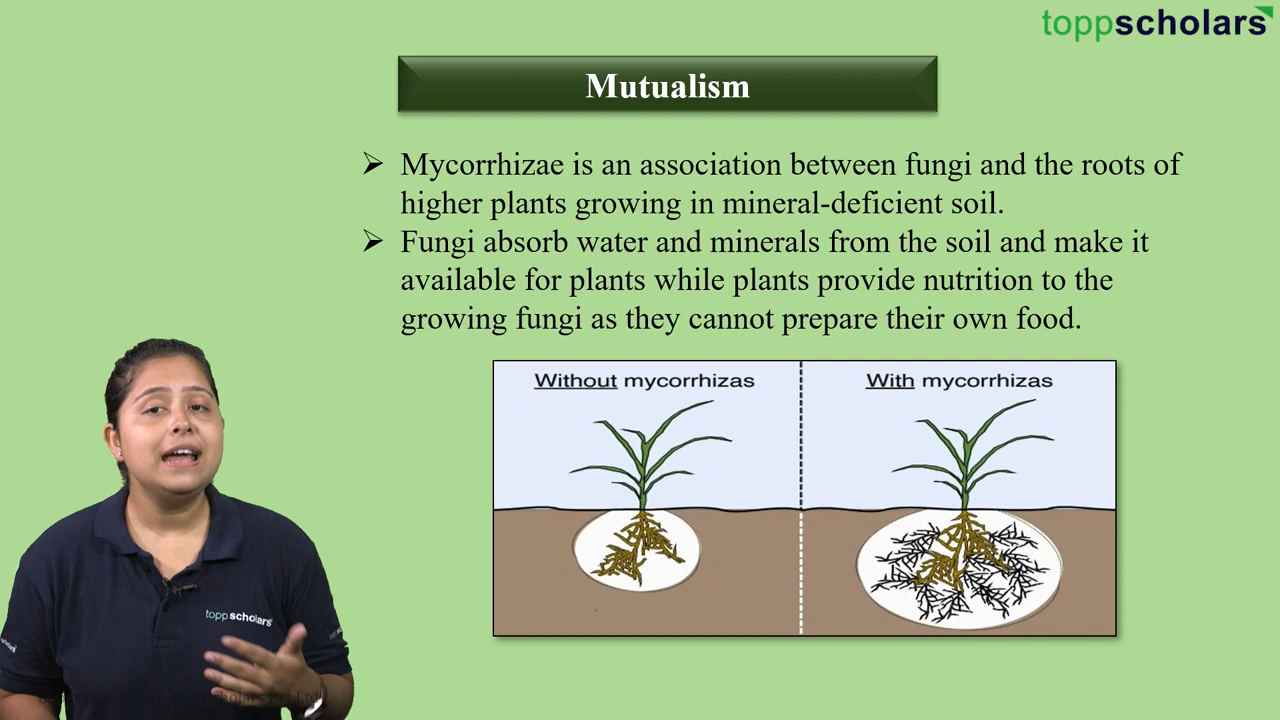 toppscholars
Mutualism
➢ Mycorrhizae is an association between fungi and the roots of
higher plants growing in mineral-deficient soil.
➢ Fungi absorb water and minerals from the soil and make it
available for plants while plants provide nutrition to the
growing fungi as they cannot prepare their own food.
Without mycorrhizas
With mycorrhizas
toppscholars